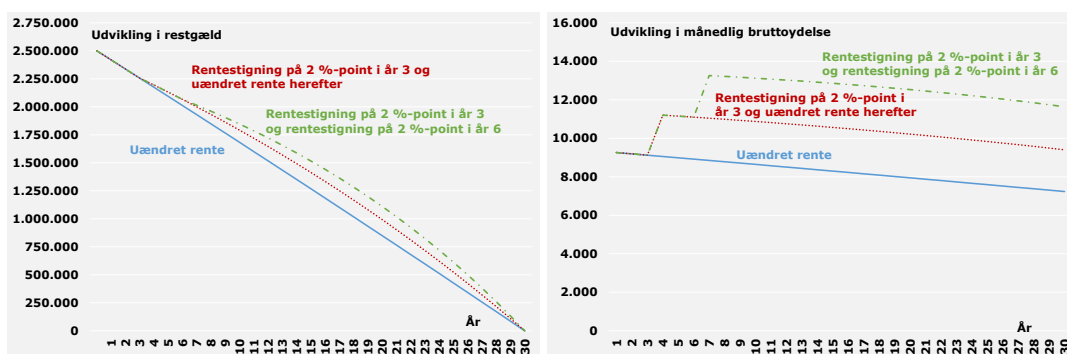 2.750.000
Udvikling i restgæld
2.500.000
2.250.000
2.000.000
1.750.000
1.500.000
1.250.000
1.000.000
750.000
500.000
250.000
0
Rentestigning på 2 %-point i år 3 og
uændret rente herefter
Rentestigning på 2 %-point i år 3
og rentestigning på 2 %-point i år 6
Uændret rente
År
1 2 3 4 5 6 7 8 9 10 11 12 13 14 15 16 17 18 19 20 21 22 23 24 25 26 27 28 29 30
16.000
Udvikling i månedlig bruttoydelse
14.000
12.000
10.000
8.000
6.000
4.000
2.000
0
Rentestigning på 2 %-point i år 3
og rentestigning på 2 %-point i år 6
Rentestigning på 2 %-point i
år 3 og uændret rente herefter
Uændret rente
År
1 2 3 4 5 6 7 8 9 10 11 12 13 14 15 16 17 18 19 20 21 22 23 24 25 26 27 28 29 30